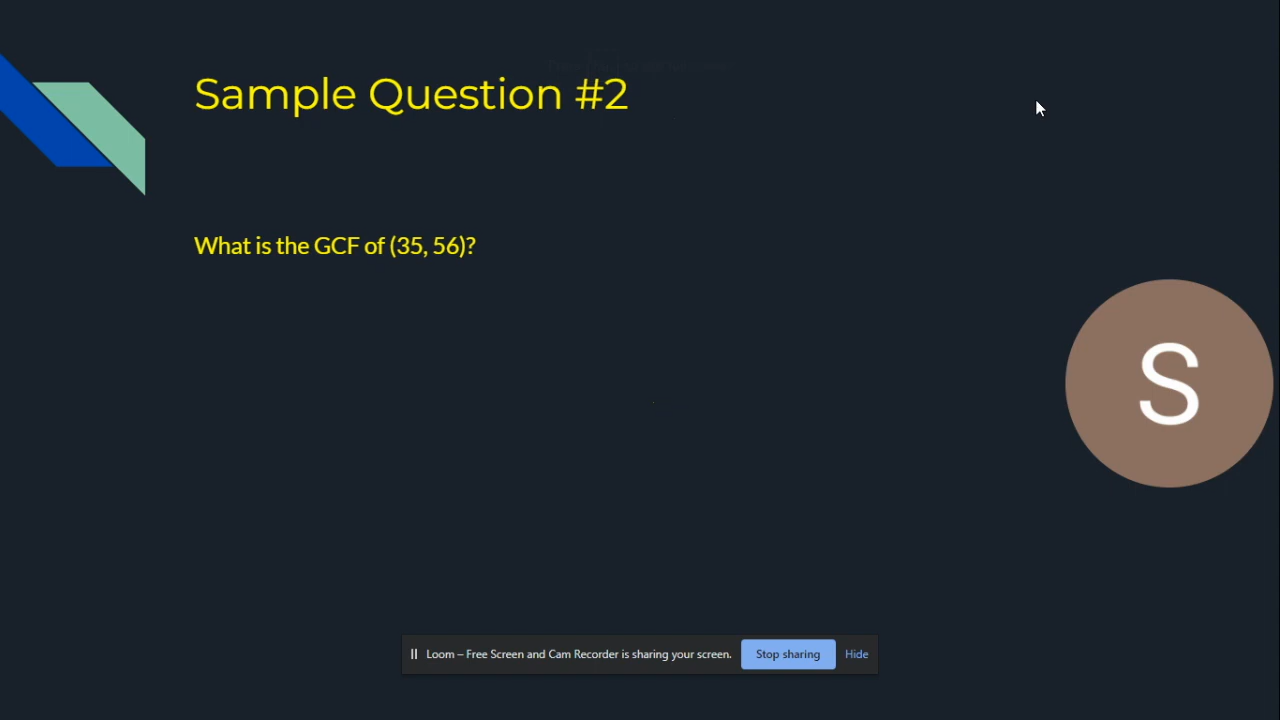 Sample Question #2
What is the GCF of (35, 56)?
S
Loom – Free Screen and Cam Recorder is sharing your screen. Stop sharing Hide